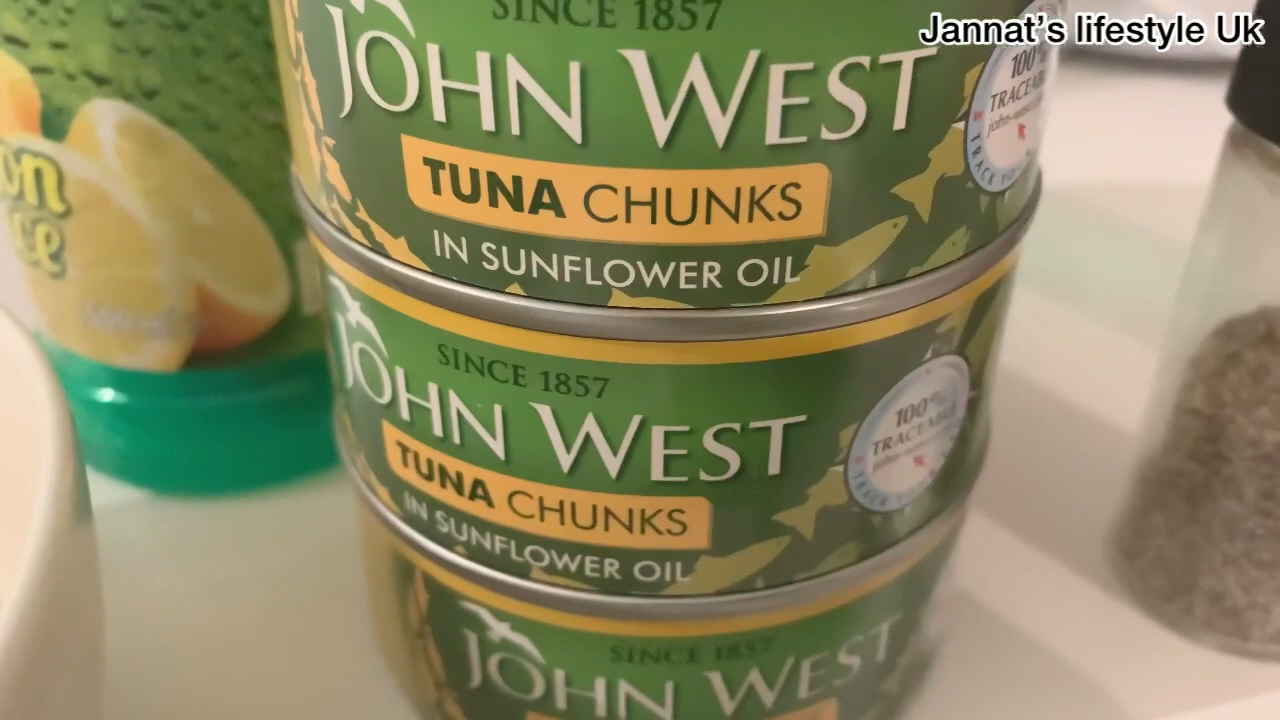 Jannat's lifestyle Uk
SINCE 1857
JOHN WEST
TUNA CHUNKS
IN SUNFLOWER OIL
100%
TRACEABLE
SINCE 1857
JOHN WEST
TUNA CHUNKS
IN SUNFLOWER OIL
100%
TRACEABLE
SINCE 1857
JOHN WEST